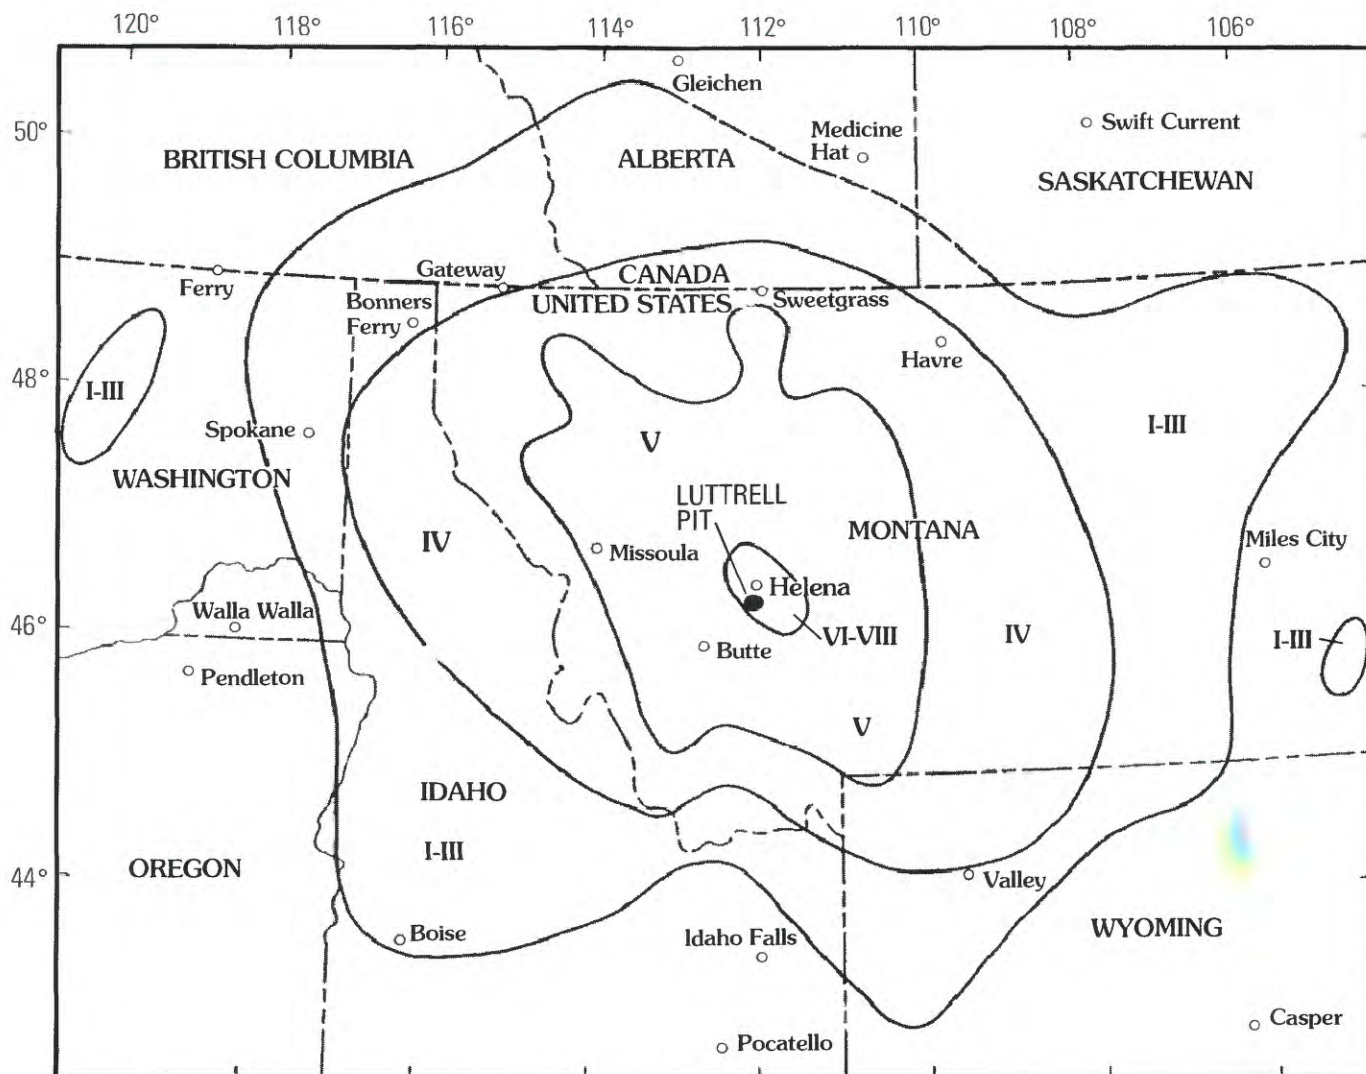 120° 118° 116° 114° 112° 110° 108° 106°
Gleichen
50°
Medicine
Hat
Swift Current
BRITISH COLUMBIA
ALBERTA
SASKATCHEWAN
Ferry
Gateway
CANADA
UNITED STATES
Sweetgrass
Bonners
Ferry
Havre
48°
I-III
I-III
Spokane
V
WASHINGTON
LUTTRELL
PIT
MONTANA
IV
Missoula
Miles City
Helena
Walla Walla
46°
VI-VIII
IV
I-III
Butte
Pendleton
V
IDAHO
I-III
44°
OREGON
Valley
WYOMING
Boise
Idaho Falls
Casper
Pocatello